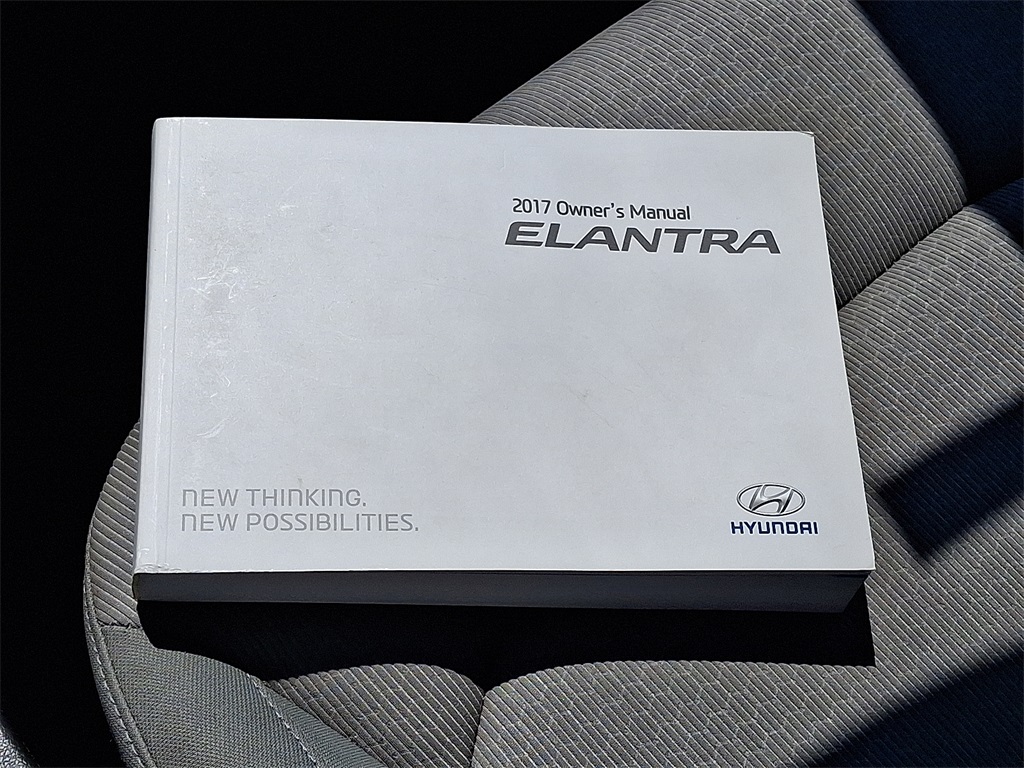 2017 Owner's Manual
ELANTRA
NEW THINKING.
NEW POSSIBILITIES.
HYUNDAI